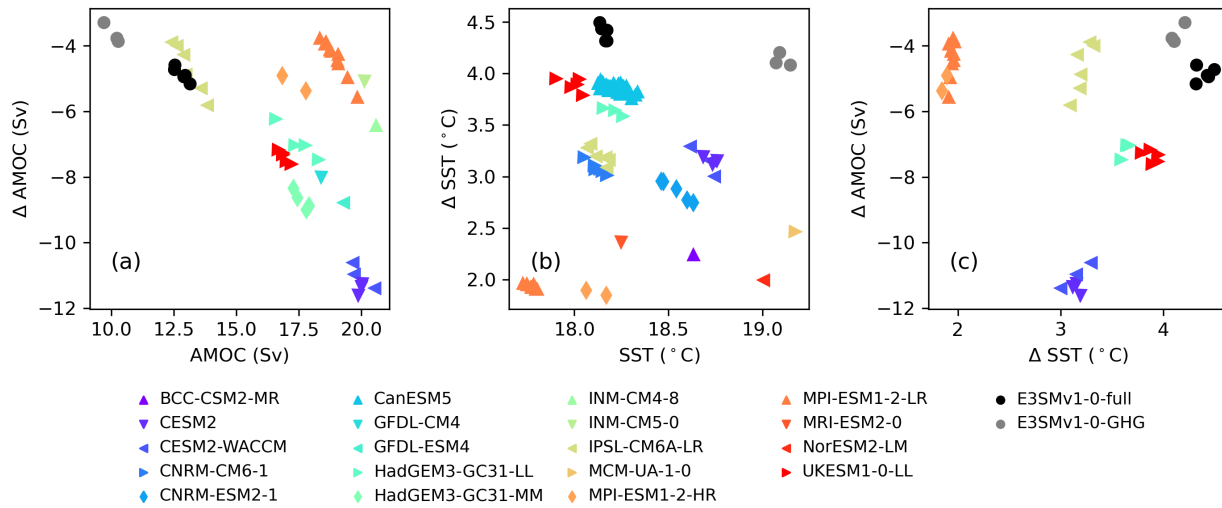 −4
−6
−8
−10
−12
Δ AMOC (Sv)
(a)
10.0 12.5 15.0 17.5 20.0
AMOC (Sv)
4.5
4.0
3.5
3.0
2.5
2.0
Δ SST (°C)
(b)
18.0 18.5 19.0
SST (°C)
−4
−6
−8
−10
−12
Δ AMOC (Sv)
(c)
2 3 4
Δ SST (°C)
BCC-CSM2-MR
CESM2
CESM2-WACCM
CNRM-CM6-1
CNRM-ESM2-1
CanESM5
GFDL-CM4
GFDL-ESM4
HadGEM3-GC31-LL
HadGEM3-GC31-MM
INM-CM4-8
INM-CM5-0
IPSL-CM6A-LR
MCM-UA-1-0
MPI-ESM1-2-HR
MPI-ESM1-2-LR
MRI-ESM2-0
NorESM2-LM
UKESM1-0-LL
E3SMv1-0-full
E3SMv1-0-GHG